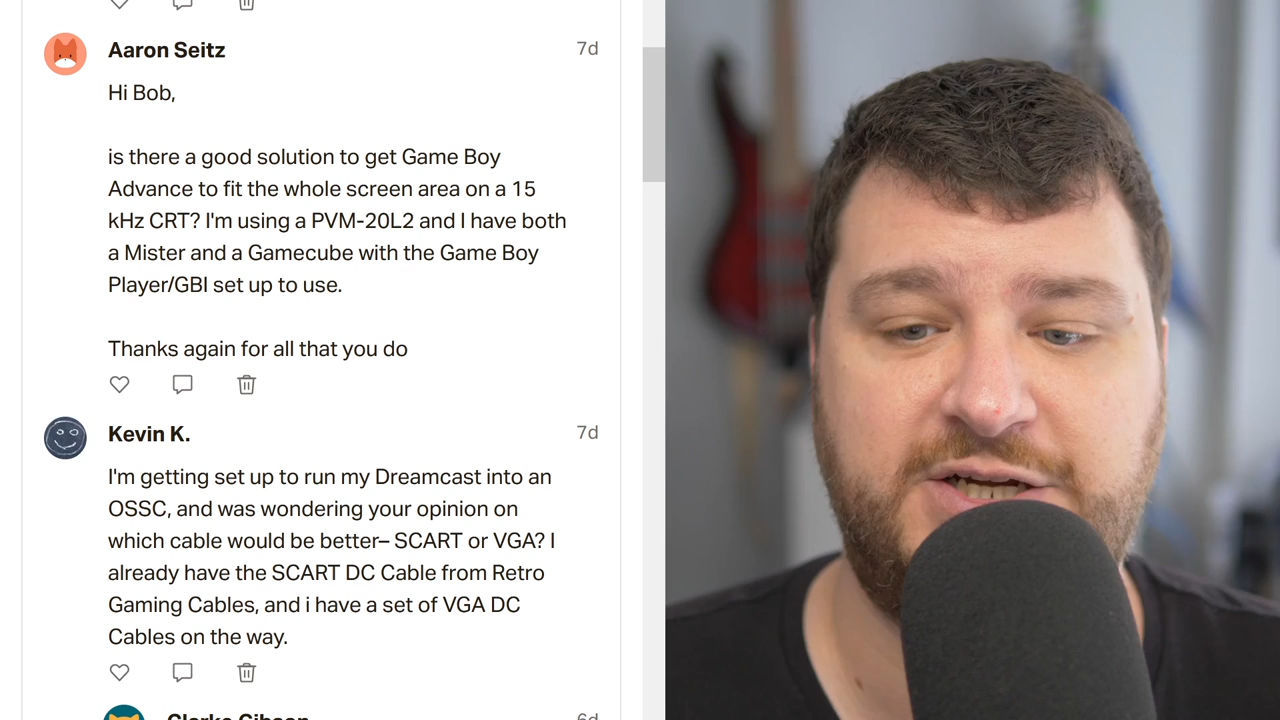 Aaron Seitz
7d
Hi Bob,
is there a good solution to get Game Boy
Advance to fit the whole screen area on a 15
kHz CRT? I'm using a PVM-20L2 and I have both
a Mister and a Gamecube with the Game Boy
Player/GBI set up to use.
Thanks again for all that you do
Kevin K.
7d
I'm getting set up to run my Dreamcast into an
OSSC, and was wondering your opinion on
which cable would be better– SCART or VGA? I
already have the SCART DC Cable from Retro
Gaming Cables, and i have a set of VGA DC
Cables on the way.
Clarke Gibson
6d